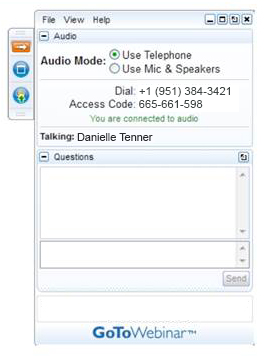 File View Help
Audio
Audio Mode: Use Telephone
Use Mic & Speakers
Dial: +1 (951) 384-3421
Access Code: 665-661-598
You are connected to audio
Talking: Danielle Tenner
Questions
Send
GoToWebinar™